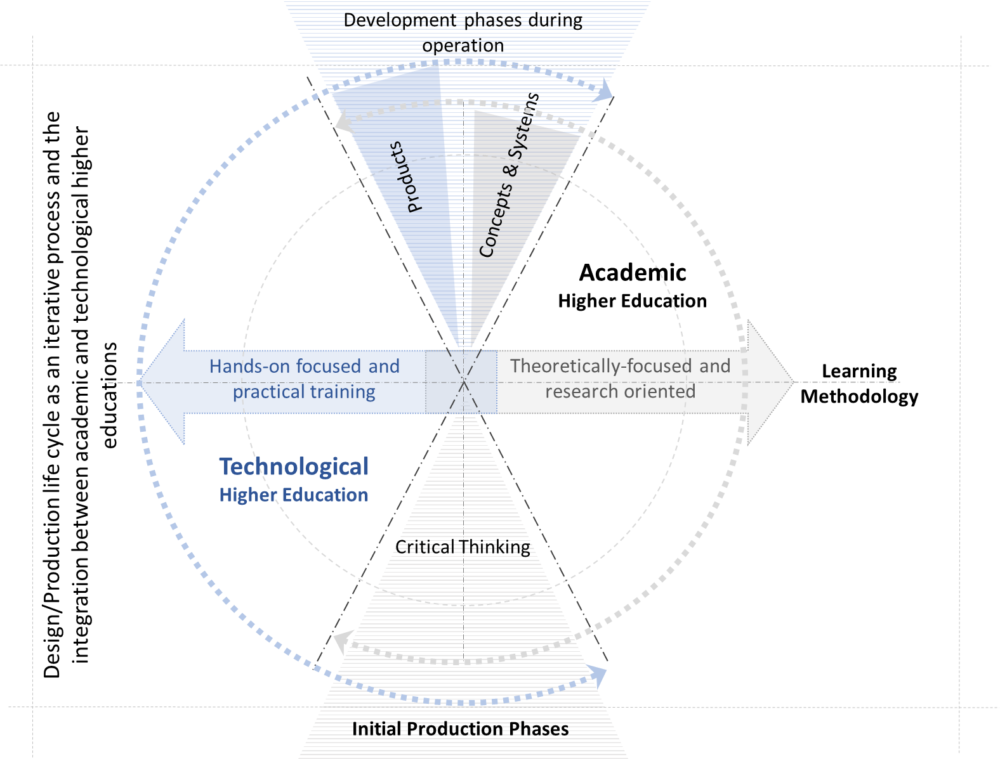 Development phases during
operation
Design/Production life cycle as an iterative process and the
integration between academic and technological higher
educations
Products
Concepts & Systems
Academic
Higher Education
Hands-on focused and
practical training
Theoretically-focused and
research oriented
Learning
Methodology
Technological
Higher Education
Critical Thinking
Initial Production Phases